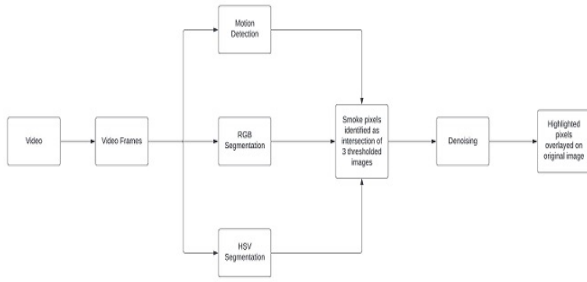 Motion
Detection
Video
Video Frames
RGB
Segmentation
HSV
Segmentation
Smoke pixels
identified as
intersection of
3 thresholded
images
Denoising
Highlighted
pixels
overlayed on
original image